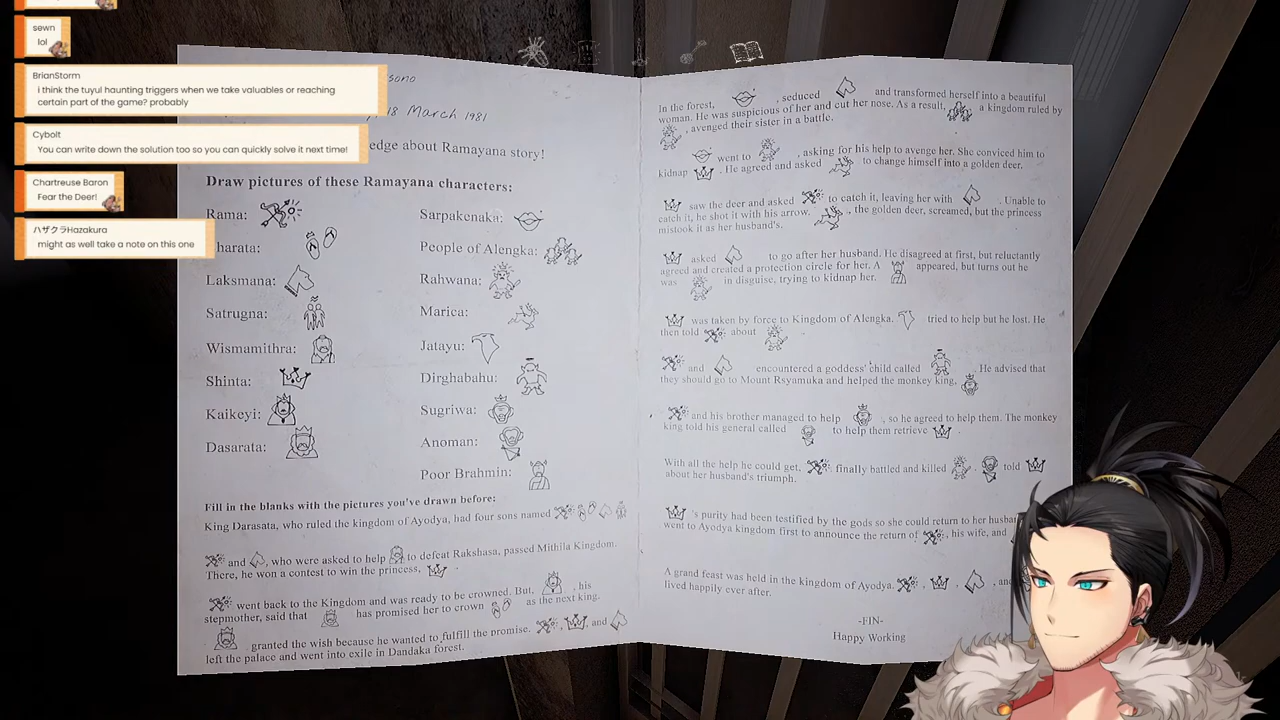 sewn
lol
BrianStorm
i think the tuyul haunting triggers when we take valuables or reaching
certain part of the game? probably
Cybolt
You can write down the solution too so you can quickly solve it next time!
Chartreuse Baron
Fear the Deer!
ハザクラHazakura
might as well take a note on this one
sono
18 March 1981
edge about Ramayana story!
Draw pictures of these Ramayana characters:
Rama:
harata:
Laksmana:
Satrugna:
Wismamithra:
Shinta:
Kaikeyi:
Dasarata:
Sarpakenaka:
People of Alengka:
Rahwana:
Marica:
Jatayu:
Dirghabahu:
Sugriwa:
Anoman:
Poor Brahmin:
Fill in the blanks with the pictures you've drawn before:
King Darasata, who ruled the kingdom of Ayodya, had four sons named
and , who were asked to help to defeat Rakshasa, passed Mithila Kingdom.
There, he won a contest to win the princess,
went back to the Kingdom and was ready to be crowned. But, , his
stepmother, said that has promised her to crown as the next king.
granted the wish because he wanted to fulfill the promise. , , and
left the palace and went into exile in Dandaka forest.
In the forest, , seduced and transformed herself into a beautiful
woman. He was suspicious of her and cut her nose. As a result, a kingdom ruled by
, avenged their sister in a battle.
went to , asking for his help to avenge her. She convinced him to
kidnap . He agreed and asked to change himself into a golden deer.
saw the deer and asked to catch it, leaving her with . Unable to
catch it, he shot it with his arrow. , the golden deer, screamed, but the princess
mistook it as her husband's.
asked to go after her husband. He disagreed at first, but reluctantly
agreed and created a protection circle for her. A appeared, but turns out he
was in disguise, trying to kidnap her.
was taken by force to Kingdom of Alengka. tried to help but he lost. He
then told about
and encountered a goddess' child called . He advised that
they should go to Mount Rsyamuka and helped the monkey king,
and his brother managed to help , so he agreed to help them. The monkey
king told his general called to help them retrieve .
With all the help he could get, finally battled and killed . told
about her husband's triumph.
's purity had been testified by the gods so she could return to her husban
went to Ayodya kingdom first to announce the return of , his wife, and
A grand feast was held in the kingdom of Ayodya. , , , an
lived happily ever after.
-FIN-
Happy Working